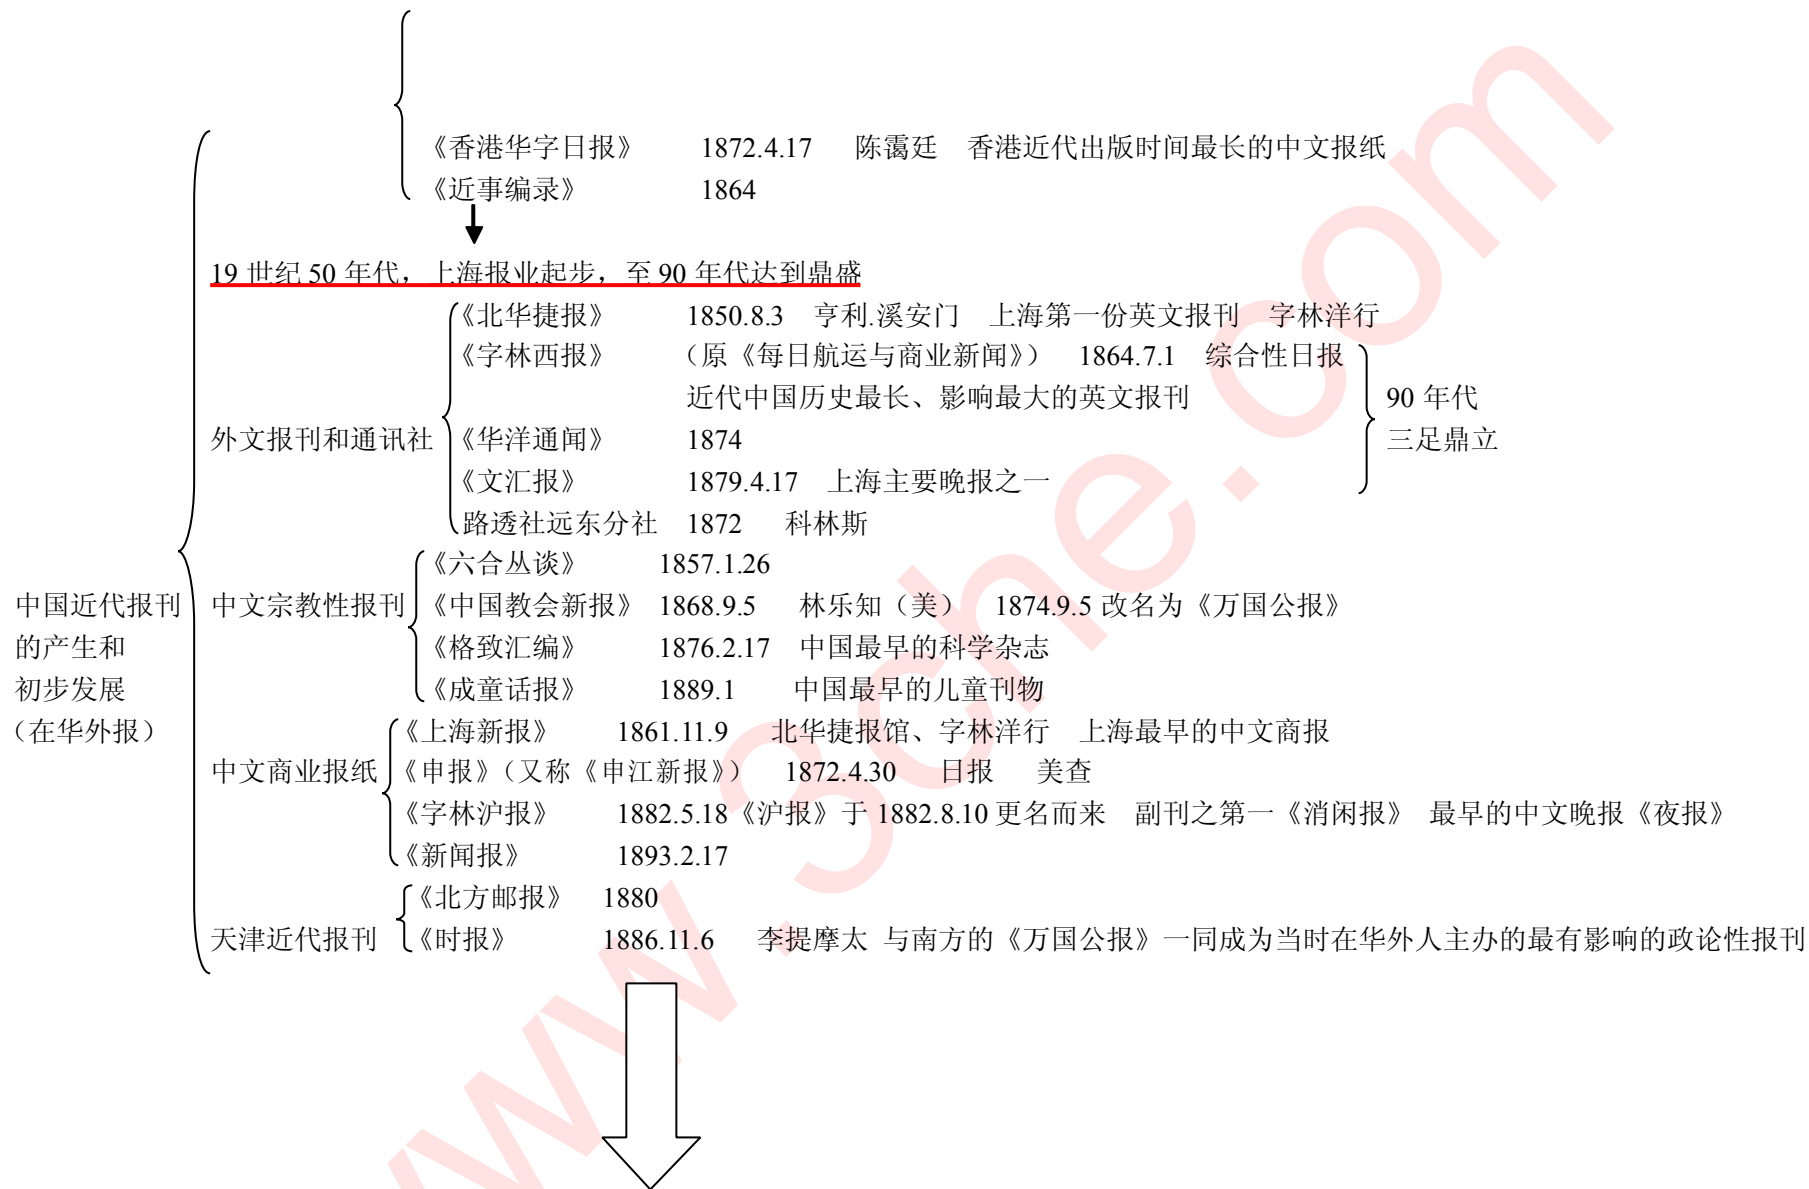 《香港华字日报》 1872.4.17 陈霭廷 香港近代出版时间最长的中文报纸
《近事编录》 1864
19 世纪 50 年代，上海报业起步，至 90 年代达到鼎盛
《北华捷报》 1850.8.3 亨利.溪安门 上海第一份英文报刊 字林洋行
《字林西报》 （原《每日航运与商业新闻》） 1864.7.1 综合性日报
近代中国历史最长、影响最大的英文报刊 90 年代
外文报刊和通讯社 《华洋通闻》 1874 三足鼎立
《文汇报》 1879.4.17 上海主要晚报之一
路透社远东分社 1872 科林斯
《六合丛谈》 1857.1.26
中国近代报刊 中文宗教性报刊 《中国教会新报》 1868.9.5 林乐知（美） 1874.9.5 改名为《万国公报》
的产生和 《格致汇编》 1876.2.17 中国最早的科学杂志
初步发展 《成童话报》 1889.1 中国最早的儿童刊物
（在华外报） 《上海新报》 1861.11.9 北华捷报馆、字林洋行 上海最早的中文商报
中文商业报纸 《申报》（又称《申江新报》） 1872.4.30 日报 美查
《字林沪报》 1882.5.18《沪报》于 1882.8.10 更名而来 副刊之第一《消闲报》 最早的中文晚报《夜报》
《新闻报》 1893.2.17
《北方邮报》 1880
天津近代报刊 《时报》 1886.11.6 李提摩太 与南方的《万国公报》一同成为当时在华外人主办的最有影响的政论性报刊
www.3che.com